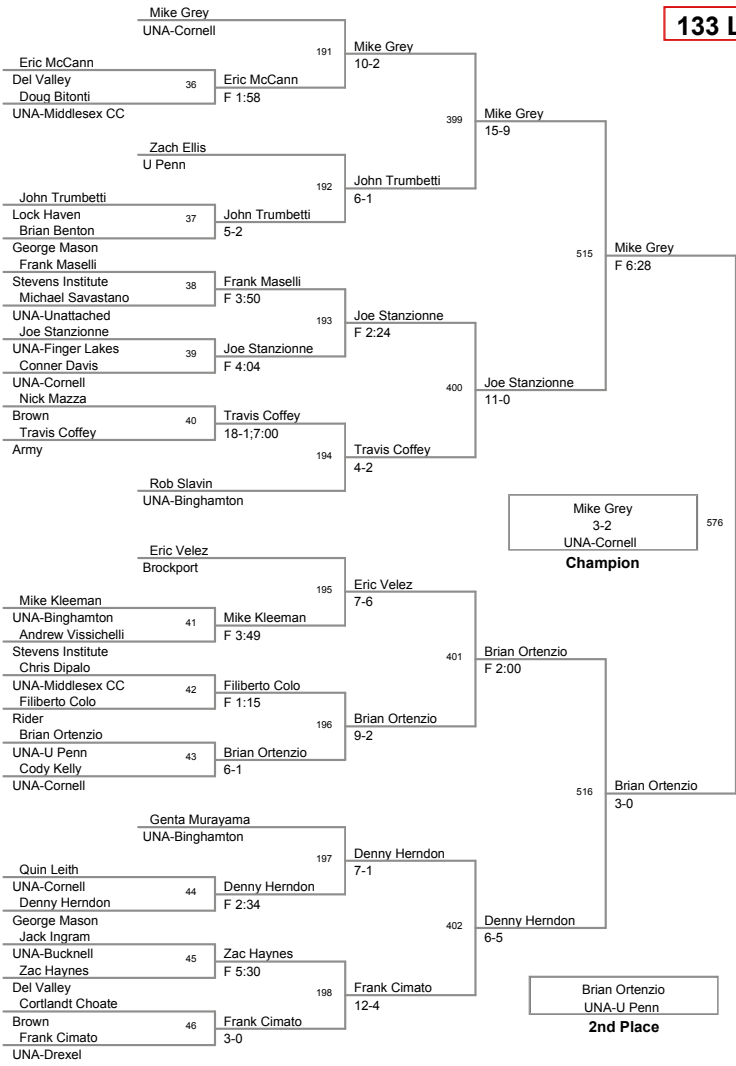 133 L
Mike Grey
UNA-Cornell
191
Mike Grey
10-2
Eric McCann
Del Valley
36
Eric McCann
F 1:58
Doug Bitonti
UNA-Middlesex CC
399
Mike Grey
15-9
Zach Ellis
U Penn
192
John Trumbetti
6-1
John Trumbetti
Lock Haven
37
John Trumbetti
5-2
Brian Benton
George Mason
515
Mike Grey
F 6:28
Frank Maselli
Stevens Institute
38
Frank Maselli
F 3:50
Michael Savastano
UNA-Unattached
193
Joe Stanzionne
F 2:24
Joe Stanzionne
UNA-Finger Lakes
39
Joe Stanzionne
F 4:04
Conner Davis
UNA-Cornell
400
Joe Stanzionne
11-0
Nick Mazza
Brown
40
Travis Coffey
18-1;7:00
Travis Coffey
Army
194
Travis Coffey
4-2
Rob Slavin
UNA-Binghamton
Mike Grey
3-2
UNA-Cornell
576
Champion
Eric Velez
Brockport
195
Eric Velez
7-6
Mike Kleeman
UNA-Binghamton
41
Mike Kleeman
F 3:49
Andrew Vissichelli
Stevens Institute
401
Brian Ortenzio
F 2:00
Chris Dipalo
UNA-Middlesex CC
42
Filiberto Colo
F 1:15
Filiberto Colo
Rider
196
Brian Ortenzio
9-2
Brian Ortenzio
UNA-U Penn
43
Brian Ortenzio
6-1
Cody Kelly
UNA-Cornell
516
Brian Ortenzio
3-0
Genta Murayama
UNA-Binghamton
197
Denny Herndon
7-1
Quin Leith
UNA-Cornell
44
Denny Herndon
F 2:34
Denny Herndon
George Mason
402
Denny Herndon
6-5
Jack Ingram
UNA-Bucknell
45
Zac Haynes
F 5:30
Zac Haynes
Del Valley
198
Frank Cimato
12-4
Cortlandt Choate
Brown
46
Frank Cimato
3-0
Frank Cimato
UNA-Drexel
Brian Ortenzio
UNA-U Penn
2nd Place